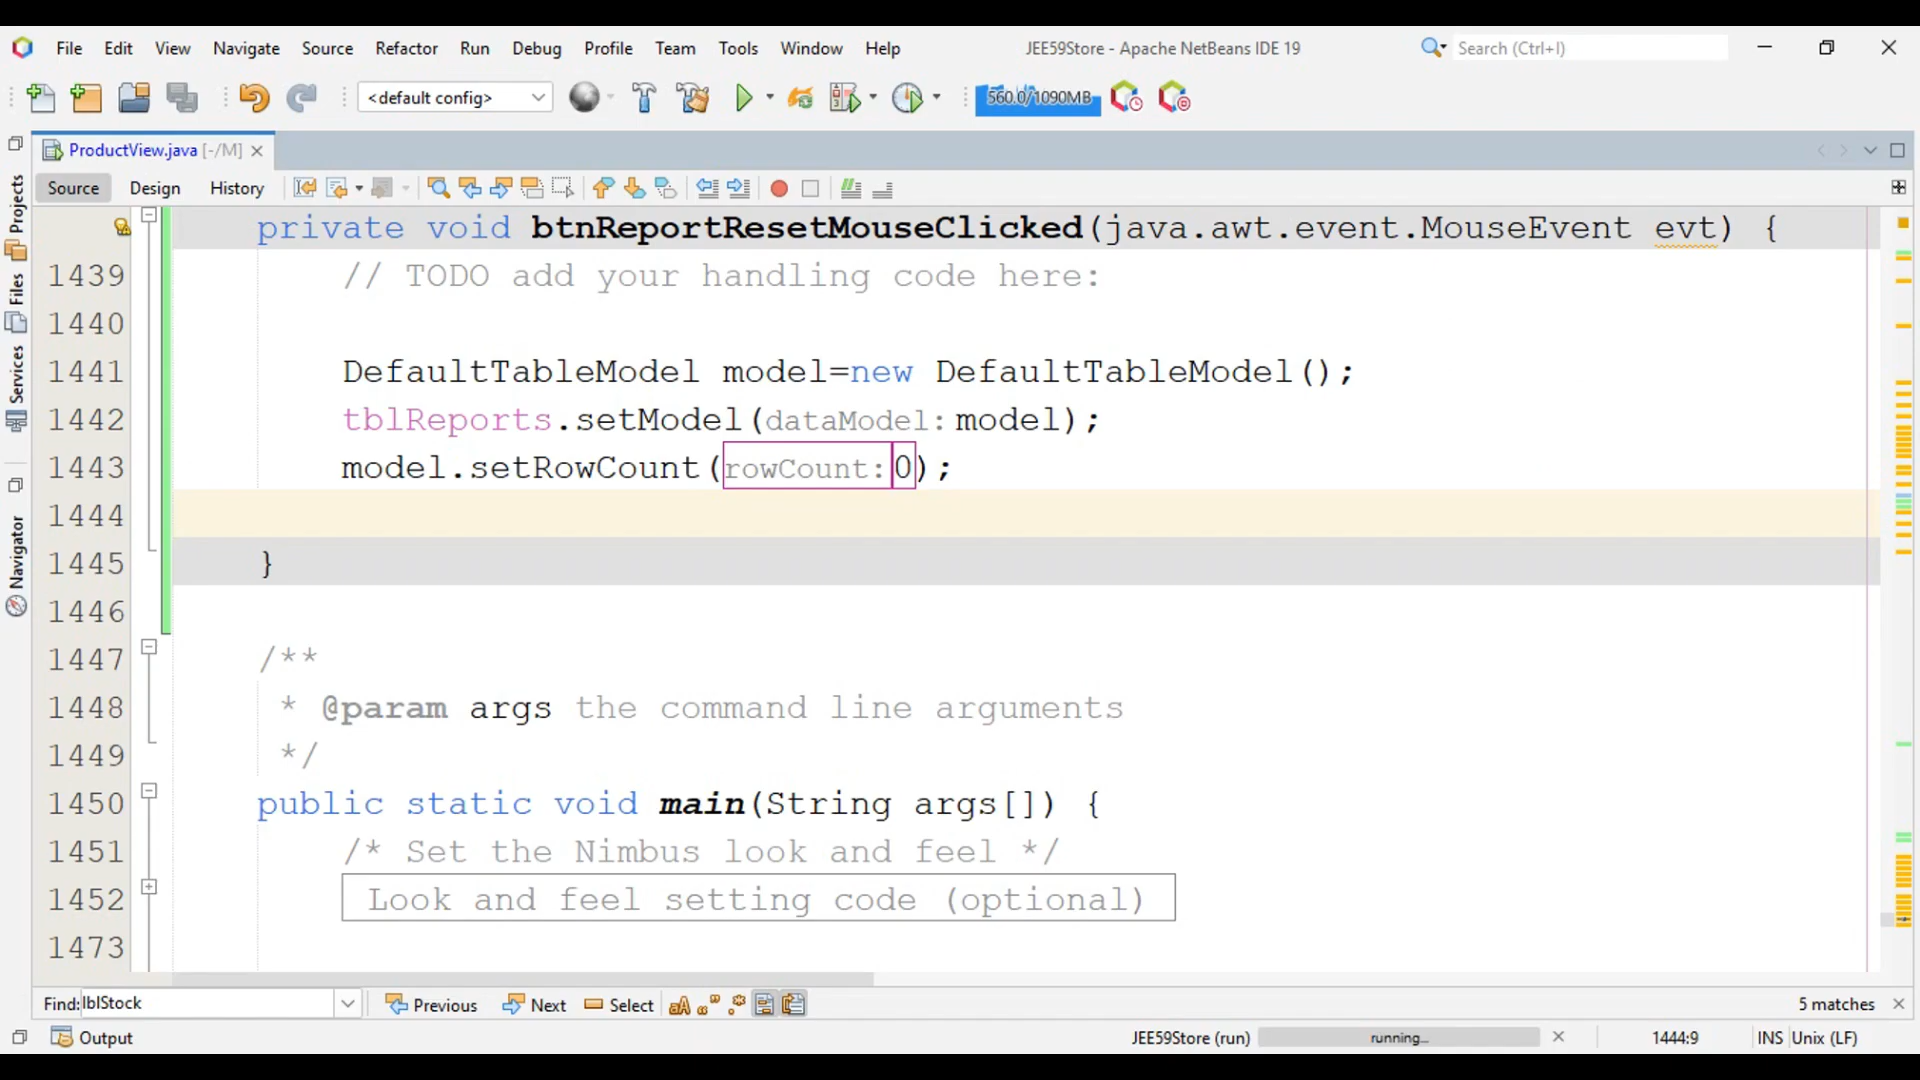 File Edit View Navigate Source Refactor Run Debug Profile Team Tools Window Help JEE59Store - Apache NetBeans IDE 19 Search (Ctrl+I)
<default config> 560.0/1090MB
ProductView.java [-/M]
Source Design History
Projects
Files
Services
Navigator
private void btnReportResetMouseClicked(java.awt.event.MouseEvent evt) {
1439 // TODO add your handling code here:
1440
1441 DefaultTableModel model=new DefaultTableModel();
1442 tblReports.setModel(dataModel:model);
1443 model.setRowCount(rowCount:0);
1444
1445 }
1446
1447 /**
1448 * @param args the command line arguments
1449 */
1450 public static void main(String args[]) {
1451 /* Set the Nimbus look and feel */
1452 Look and feel setting code (optional)
1473
Find: lblStock Previous Next Select 5 matches
Output JEE59Store (run) running... 1444:9 INS Unix (LF)